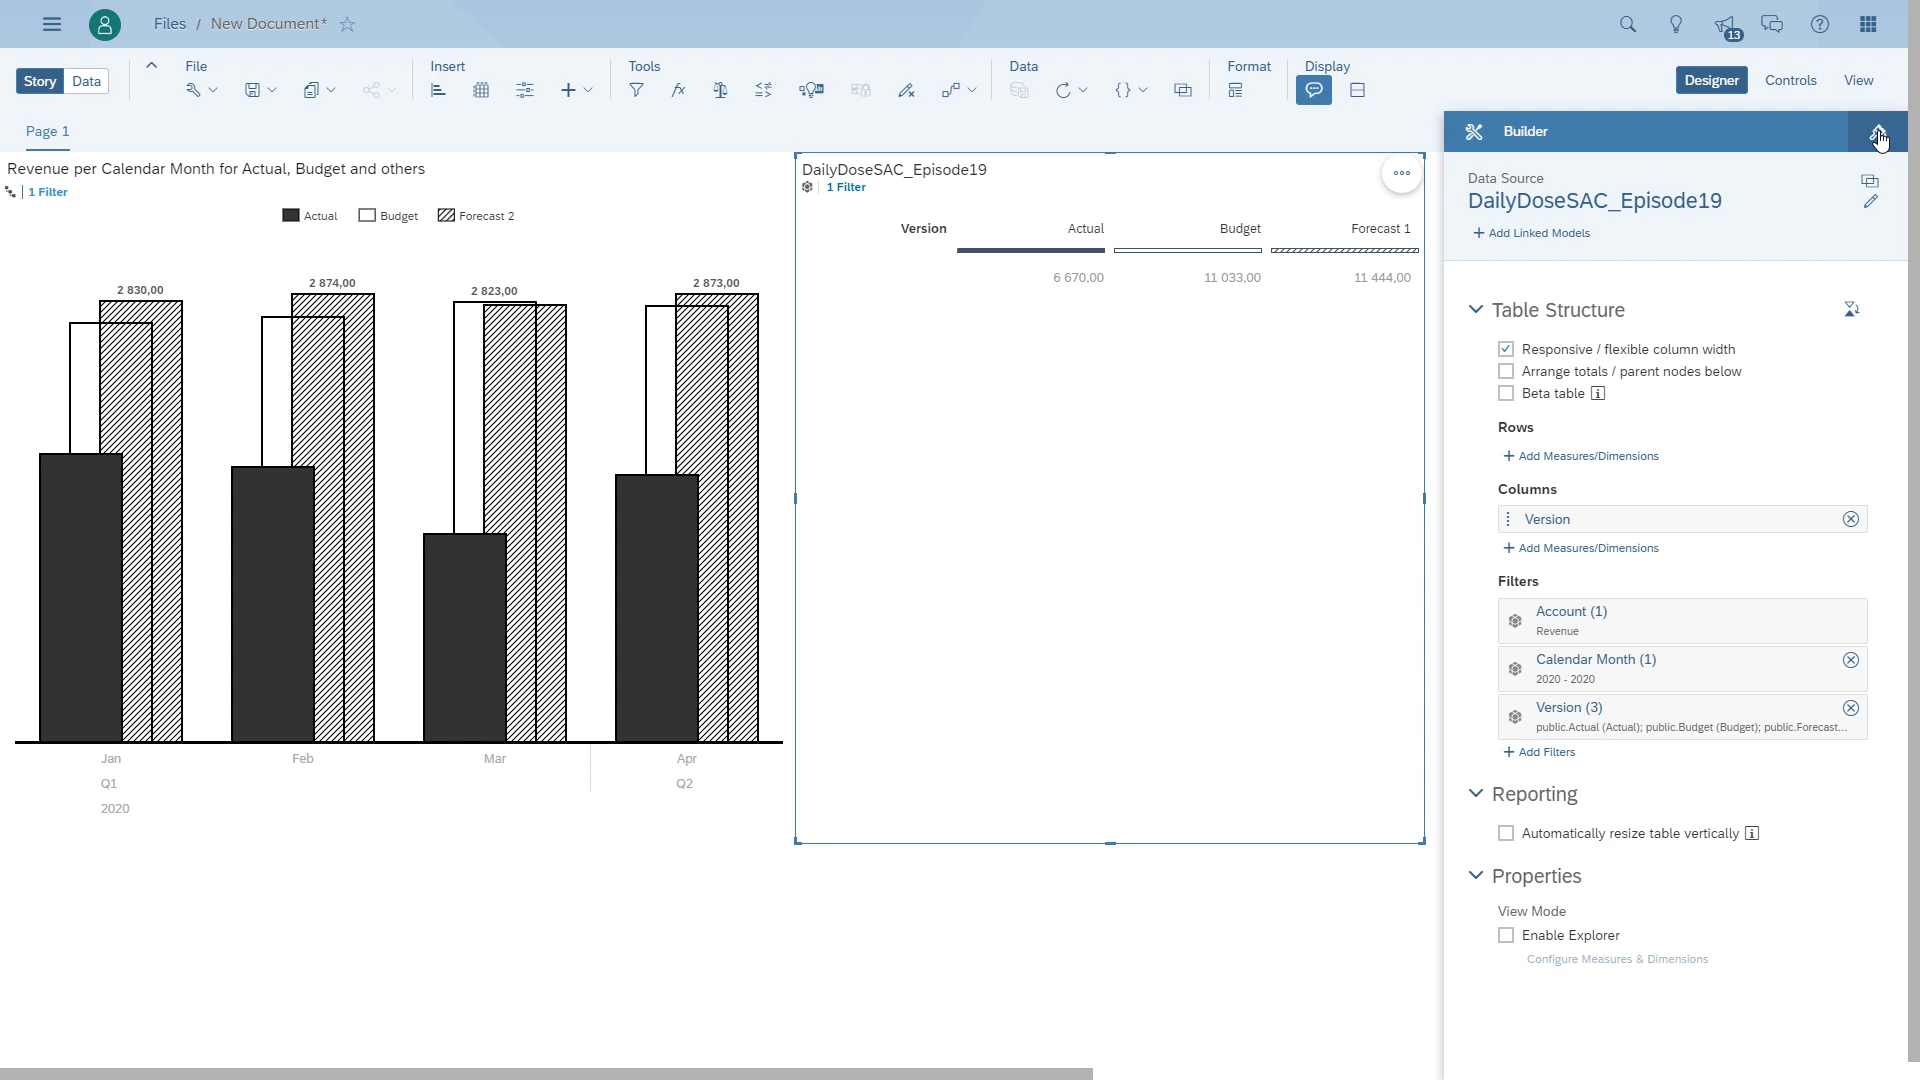 Files / New Document*
13
Story Data File Insert Tools Data Format Display Designer Controls View
Page 1
Builder
Revenue per Calendar Month for Actual, Budget and others
1 Filter
Actual Budget Forecast 2
2 830,00 2 874,00 2 823,00 2 873,00
Jan Feb Mar Apr
Q1 Q2
2020
DailyDoseSAC_Episode19
1 Filter
Version Actual Budget Forecast 1
6 670,00 11 033,00 11 444,00
Data Source
DailyDoseSAC_Episode19
+ Add Linked Models
Table Structure
Responsive / flexible column width
Arrange totals / parent nodes below
Beta table
Rows
+ Add Measures/Dimensions
Columns
Version
+ Add Measures/Dimensions
Filters
Account (1)
Revenue
Calendar Month (1)
2020 - 2020
Version (3)
public.Actual (Actual); public.Budget (Budget); public.Forecast...
+ Add Filters
Reporting
Automatically resize table vertically
Properties
View Mode
Enable Explorer
Configure Measures & Dimensions